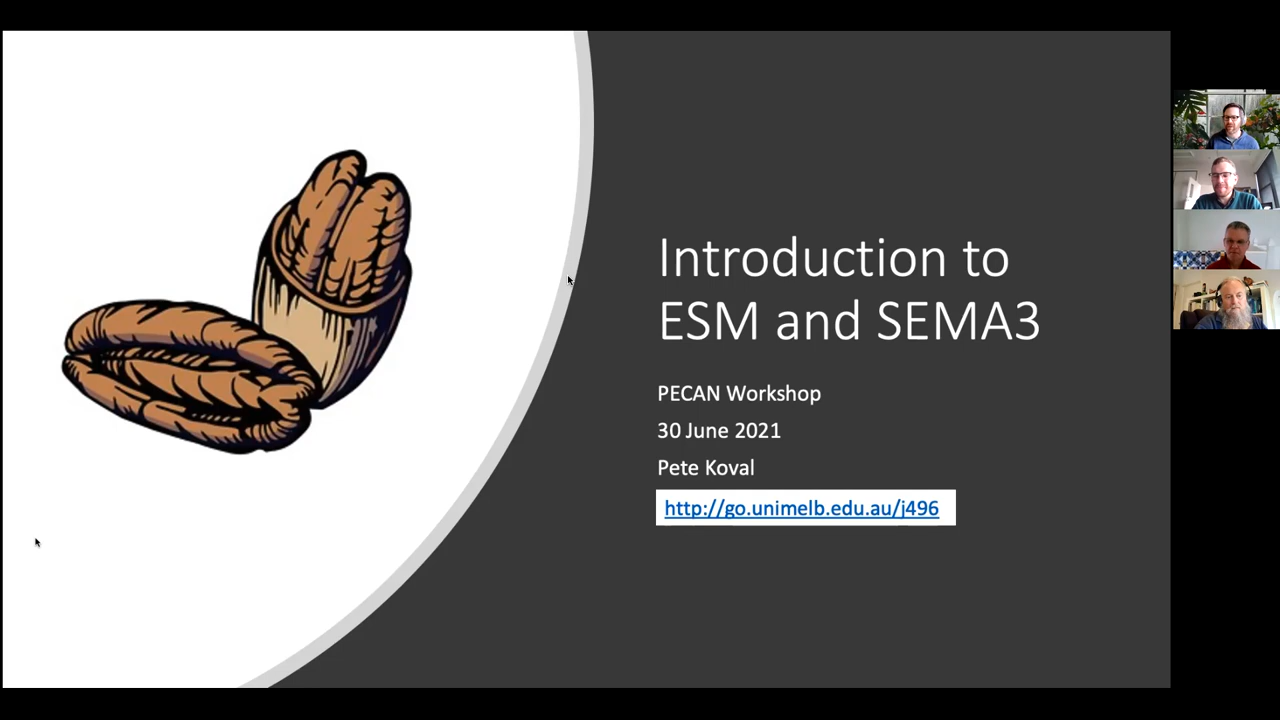 Introduction to
ESM and SEMA3
PECAN Workshop
30 June 2021
Pete Koval
http://go.unimelb.edu.au/j496